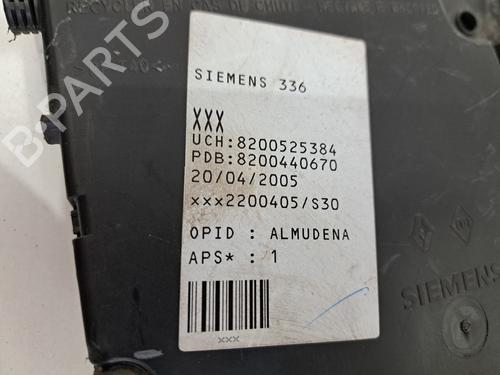 SIEMENS 336
XXX
UCH:8200525384
PDB:8200440670
20/04/2005
xxx2200405/S30
OPID : ALMUDENA
APS* : 1
xxx
SIEMENS
B-PARTS